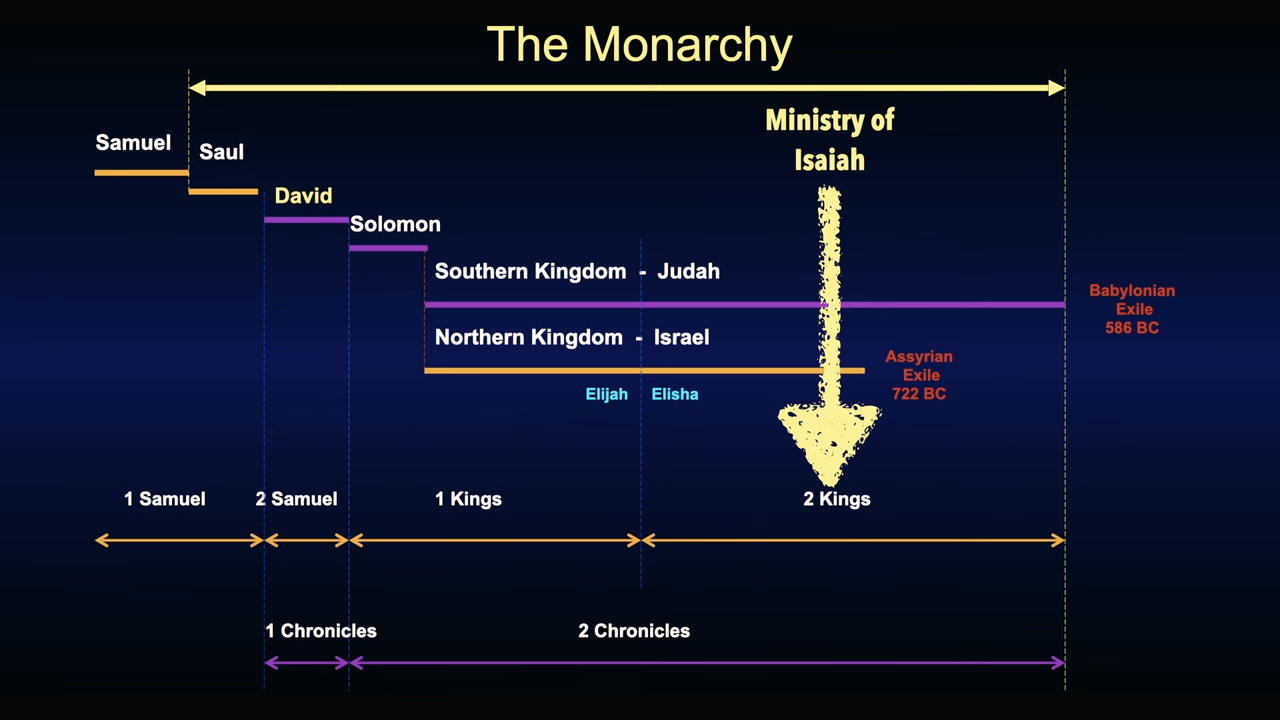 The Monarchy
Ministry of
Isaiah
Samuel
Saul
David
Solomon
Southern Kingdom - Judah
Babylonian
Exile
586 BC
Northern Kingdom - Israel
Assyrian
Exile
722 BC
Elijah
Elisha
1 Samuel
2 Samuel
1 Kings
2 Kings
1 Chronicles
2 Chronicles